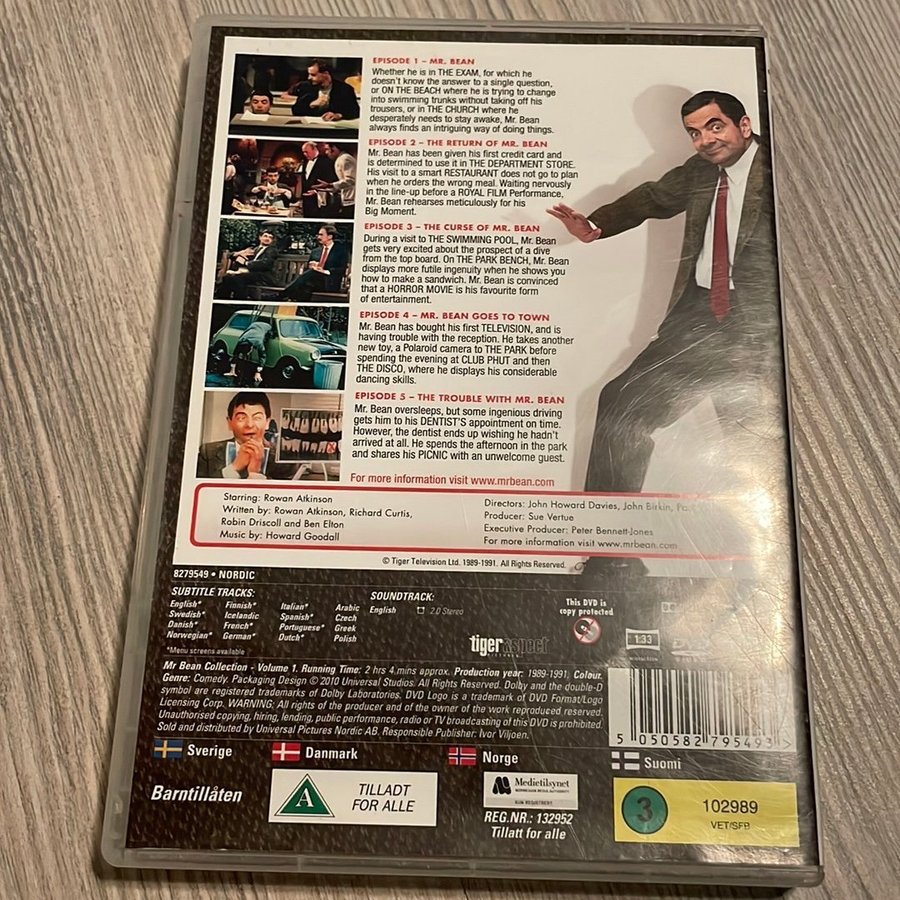 EPISODE 1 – MR. BEAN
Whether he is in THE EXAM, for which he
doesn't know the answer to a single question,
or ON THE BEACH where he is trying to change
into swimming trunks without taking off his
trousers, or in THE CHURCH where he
desperately needs to stay awake, Mr. Bean
always finds an intriguing way of doing things.
EPISODE 2 – THE RETURN OF MR. BEAN
Mr. Bean has been given his first credit card and
is determined to use it in THE DEPARTMENT STORE.
His visit to a smart RESTAURANT does not go to plan
when he orders the wrong meal. Waiting nervously
in the line-up before a ROYAL FILM Performance,
Mr. Bean rehearses meticulously for his
Big Moment.
EPISODE 3 – THE CURSE OF MR. BEAN
During a visit to THE SWIMMING POOL, Mr. Bean
gets very excited about the prospect of a dive
from the top board. On THE PARK BENCH, Mr. Bean
displays more futile ingenuity when he shows you
how to make a sandwich. Mr. Bean is convinced
that a HORROR MOVIE is his favourite form
of entertainment.
EPISODE 4 – MR. BEAN GOES TO TOWN
Mr. Bean has bought his first TELEVISION, and is
having trouble with the reception. He takes another
new toy, a Polaroid camera to THE PARK before
spending the evening at CLUB PHUT and then
THE DISCO, where he displays his considerable
dancing skills.
EPISODE 5 – THE TROUBLE WITH MR. BEAN
Mr. Bean oversleeps, but some ingenious driving
gets him to his DENTIST'S appointment on time.
However, the dentist ends up wishing he hadn't
arrived at all. He spends the afternoon in the park
and shares his PICNIC with an unwelcome guest.
For more information visit www.mrbean.com
Starring: Rowan Atkinson
Written by: Rowan Atkinson, Richard Curtis,
Robin Driscoll and Ben Elton
Music by: Howard Goodall
Directors: John Howard Davies, John Birkin,
Producer: Sue Vertue
Executive Producer: Peter Bennett-Jones
For more information visit www.mrbean.com
© Tiger Television Ltd. 1989-1991. All Rights Reserved.
8279549 • NORDIC
SUBTITLE TRACKS:
English* Finnish* Italian* Arabic
Swedish* Icelandic Spanish* Czech
Danish* French* Portuguese* Greek
Norwegian* German* Dutch* Polish
*Menu screens available
SOUNDTRACK:
English 2.0 Stereo
tiger aspect
This DVD is
copy protected
1:33
Mr Bean Collection - Volume 1. Running Time: 2 hrs 4 mins approx. Production year: 1989-1991, Colour.
Genre: Comedy. Packaging Design © 2010 Universal Studios. All Rights Reserved. Dolby and the double-D
symbol are registered trademarks of Dolby Laboratories. DVD Logo is a trademark of DVD Format/Logo
Licensing Corp. WARNING: All rights of the producer and of the owner of the work reproduced reserved.
Unauthorised copying, hiring, lending, public performance, radio or TV broadcasting of this DVD is prohibited.
Sold and distributed by Universal Pictures Nordic AB. Responsible Publisher: Ivor Viljoen.
5 050582 795493 >
Sverige
Danmark
Norge
Suomi
Barntillåten
A
TILLADT
FOR ALLE
Medietilsynet
REG.NR.: 132952
Tillatt for alle
3
102989
VET/SFB